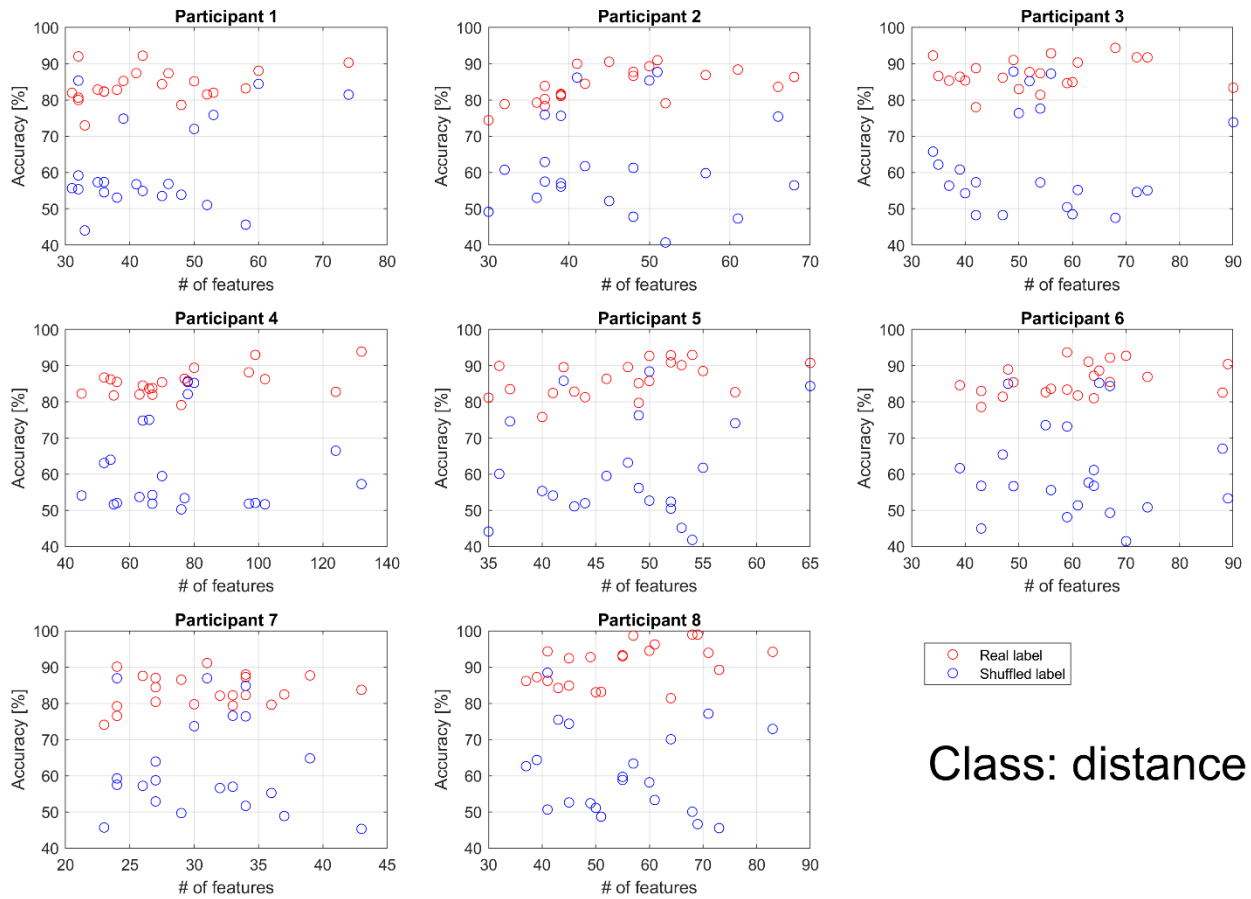 Participant 1
100
90
80
70
60
50
40
Accuracy [%]
30 40 50 60 70 80
# of features
Participant 2
100
90
80
70
60
50
40
Accuracy [%]
30 40 50 60 70
# of features
Participant 3
100
90
80
70
60
50
40
Accuracy [%]
30 40 50 60 70 80 90
# of features
Participant 4
100
90
80
70
60
50
40
Accuracy [%]
40 60 80 100 120 140
# of features
Participant 5
100
90
80
70
60
50
40
Accuracy [%]
35 40 45 50 55 60 65
# of features
Participant 6
100
90
80
70
60
50
40
Accuracy [%]
30 40 50 60 70 80 90
# of features
Participant 7
100
90
80
70
60
50
40
Accuracy [%]
20 25 30 35 40 45
# of features
Participant 8
100
90
80
70
60
50
40
Accuracy [%]
30 40 50 60 70 80 90
# of features
Real label
Shuffled label
Class: distance